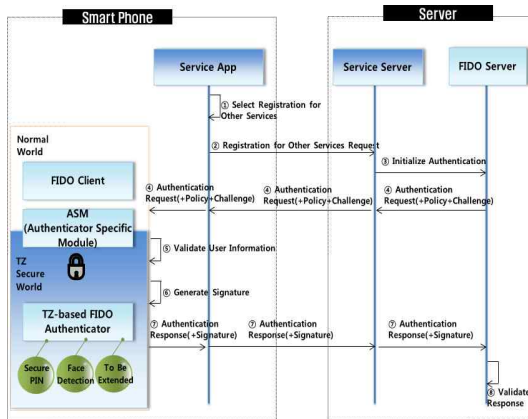 Smart Phone
Server
Service App
Service Server
FIDO Server
① Select Registration for
Other Services
② Registration for Other Services Request
③ Initialize Authentication
④ Authentication
Request(+Policy+Challenge)
④ Authentication
Request(+Policy+Challenge)
④ Authentication
Request(+Policy+Challenge)
Normal
World
FIDO Client
ASM
(Authenticator Specific
Module)
TZ
Secure
World
⑤ Validate User Information
⑥ Generate Signature
TZ-based FIDO
Authenticator
Secure
PIN
Face
Detection
To Be
Extended
⑦ Authentication
Response(+Signature)
⑦ Authentication
Response(+Signature)
⑦ Authentication
Response(+Signature)
⑧ Validate
Response